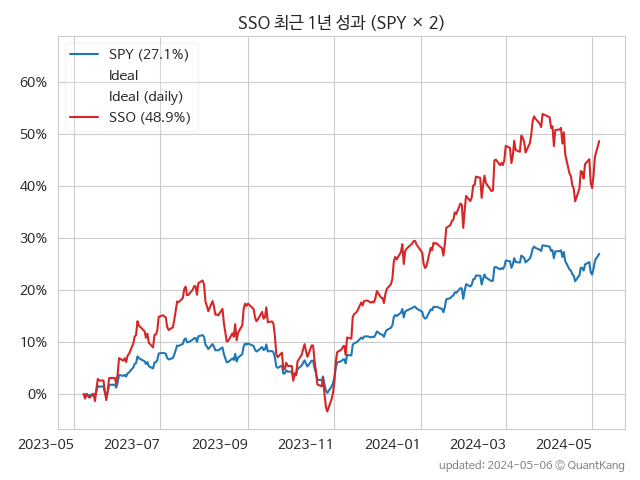 SSO 최근 1년 성과 (SPY × 2)
SPY (27.1%)
Ideal
Ideal (daily)
SSO (48.9%)
60%
50%
40%
30%
20%
10%
0%
2023-05 2023-07 2023-09 2023-11 2024-01 2024-03 2024-05
updated: 2024-05-06 © QuantKang